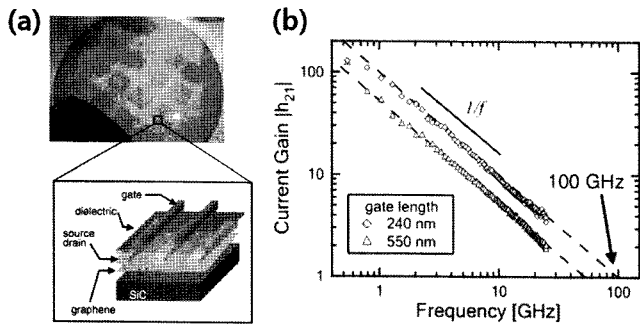 (a)
gate
dielectric
source
drain
graphene
SiC
(b)
Current Gain |h21|
100
10
1
1/f
100 GHz
gate length
◇ 240 nm
△ 550 nm
1
10
100
Frequency [GHz]